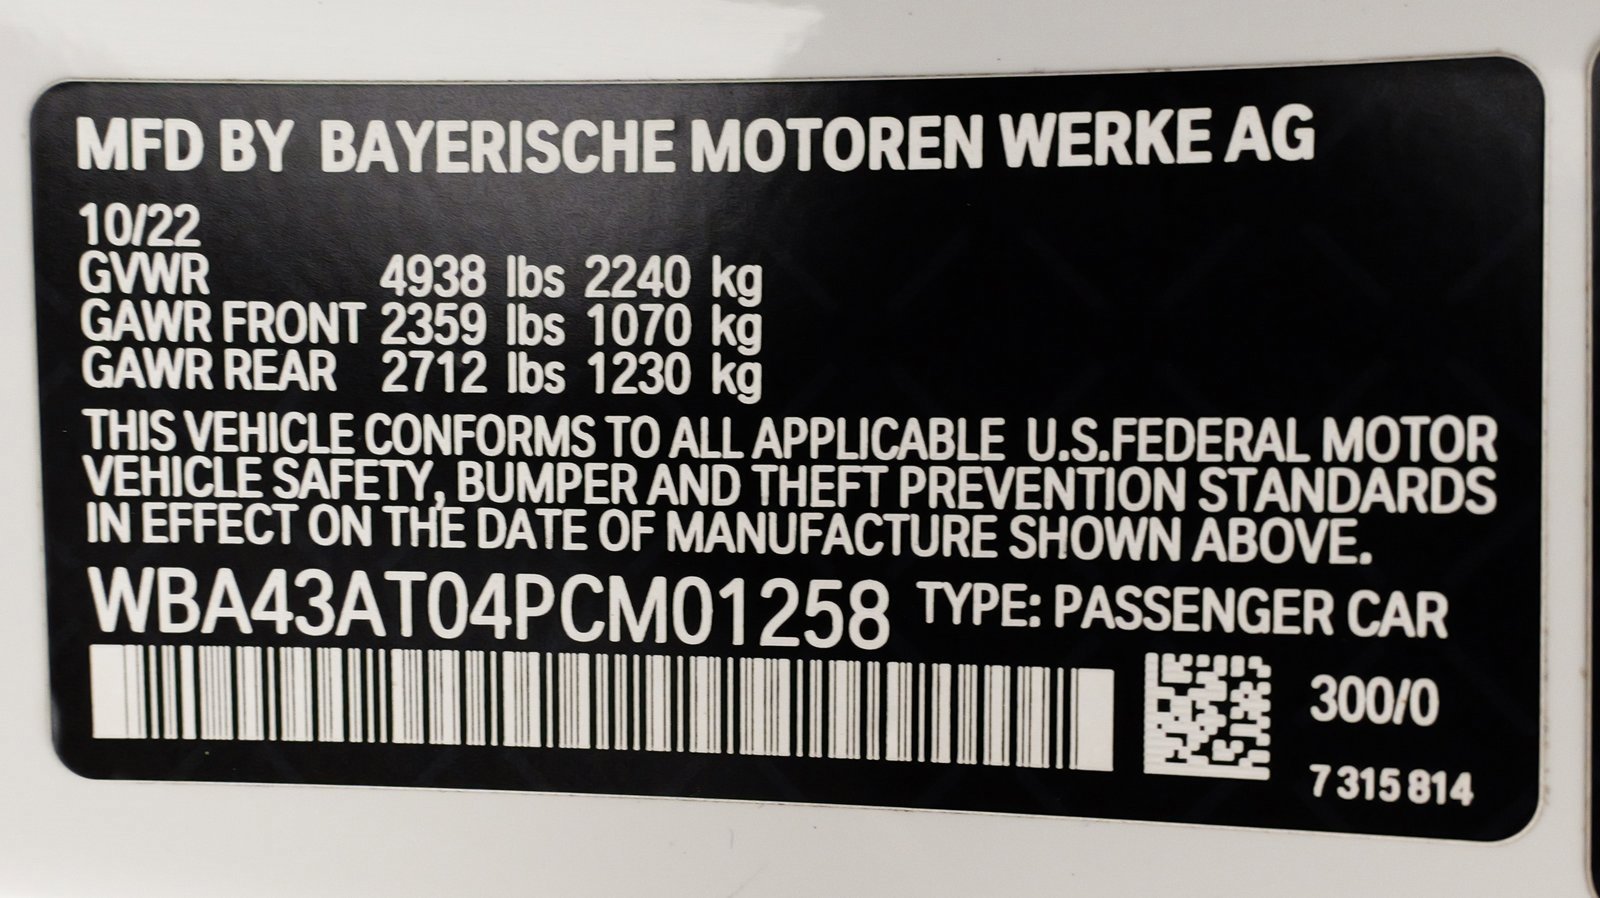 MFD BY BAYERISCHE MOTOREN WERKE AG
10/22
GVWR 4938 lbs 2240 kg
GAWR FRONT 2359 lbs 1070 kg
GAWR REAR 2712 lbs 1230 kg
THIS VEHICLE CONFORMS TO ALL APPLICABLE U.S.FEDERAL MOTOR
VEHICLE SAFETY, BUMPER AND THEFT PREVENTION STANDARDS
IN EFFECT ON THE DATE OF MANUFACTURE SHOWN ABOVE.
WBA43AT04PCM01258 TYPE: PASSENGER CAR
300/0
7 315 814